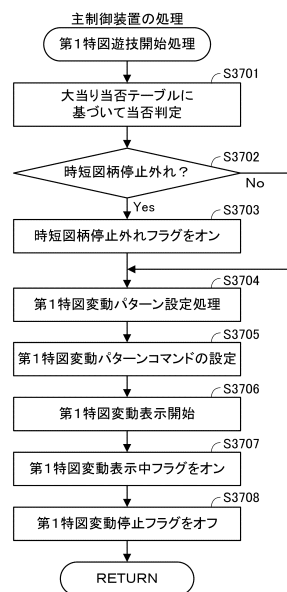 主制御装置の処理
第1特図遊技開始処理
S3701
大当り当否テーブルに
基づいて当否判定
S3702
時短図柄停止外れ？
No
Yes
S3703
時短図柄停止外れフラグをオン
S3704
第1特図変動パターン設定処理
S3705
第1特図変動パターンコマンドの設定
S3706
第1特図変動表示開始
S3707
第1特図変動表示中フラグをオン
S3708
第1特図変動停止フラグをオフ
RETURN